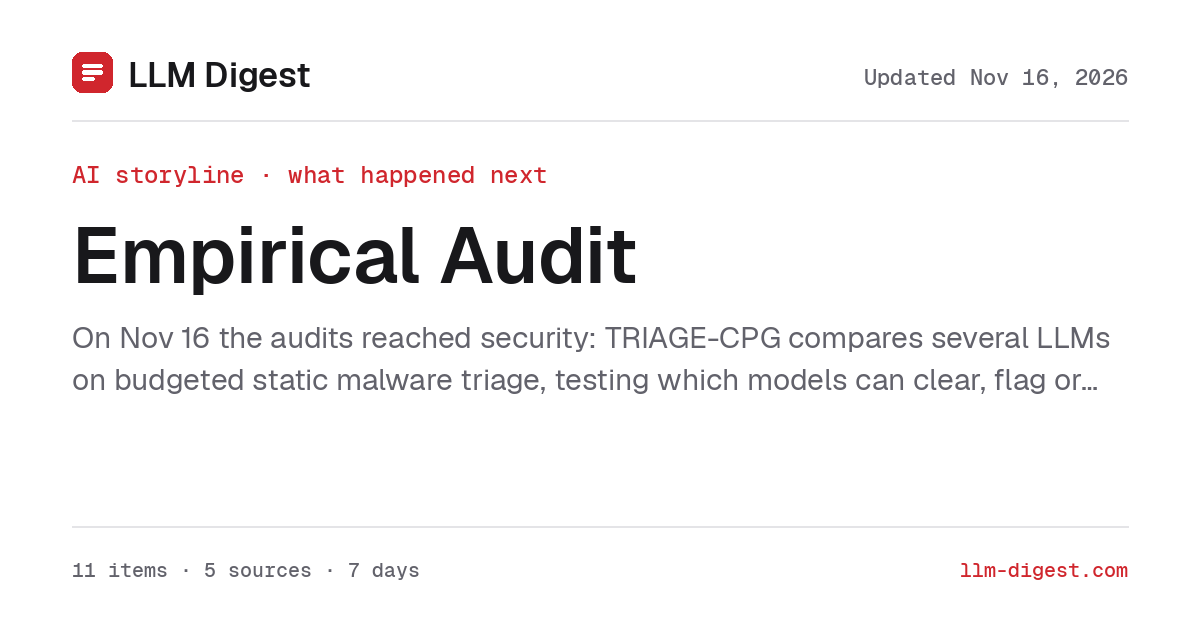 LLM Digest
Updated Nov 16, 2026
AI storyline · what happened next
Empirical Audit
On Nov 16 the audits reached security: TRIAGE-CPG compares several LLMs
on budgeted static malware triage, testing which models can clear, flag or…
11 items · 5 sources · 7 days
llm-digest.com